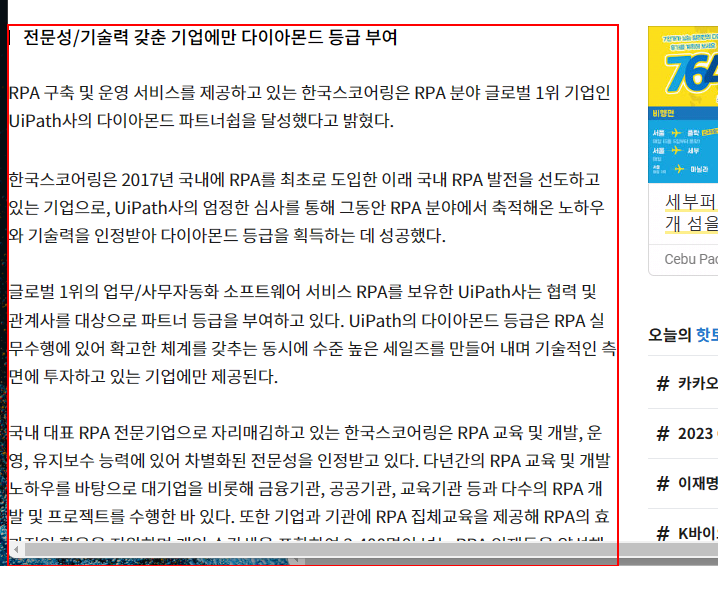 전문성/기술력 갖춘 기업에만 다이아몬드 등급 부여
RPA 구축 및 운영 서비스를 제공하고 있는 한국스코어링은 RPA 분야 글로벌 1위 기업인
UiPath사의 다이아몬드 파트너쉽을 달성했다고 밝혔다.
한국스코어링은 2017년 국내에 RPA를 최초로 도입한 이래 국내 RPA 발전을 선도하고
있는 기업으로, UiPath사의 엄정한 심사를 통해 그동안 RPA 분야에서 축적해온 노하우
와 기술력을 인정받아 다이아몬드 등급을 획득하는 데 성공했다.
글로벌 1위의 업무/사무자동화 소프트웨어 서비스 RPA를 보유한 UiPath사는 협력 및
관계사를 대상으로 파트너 등급을 부여하고 있다. UiPath의 다이아몬드 등급은 RPA 실
무수행에 있어 확고한 체계를 갖추는 동시에 수준 높은 세일즈를 만들어 내며 기술적인 측
면에 투자하고 있는 기업에만 제공된다.
국내 대표 RPA 전문기업으로 자리매김하고 있는 한국스코어링은 RPA 교육 및 개발, 운
영, 유지보수 능력에 있어 차별화된 전문성을 인정받고 있다. 다년간의 RPA 교육 및 개발
노하우를 바탕으로 대기업을 비롯해 금융기관, 공공기관, 교육기관 등과 다수의 RPA 개
발 및 프로젝트를 수행한 바 있다. 또한 기업과 기관에 RPA 집체교육을 제공해 RPA의 효
764
비행편
서울 클락
서울 세부
마닐라
세부퍼
개 섬을
Cebu Pac
오늘의 핫토
# 카카오
# 2023
# 이재명
# K바이